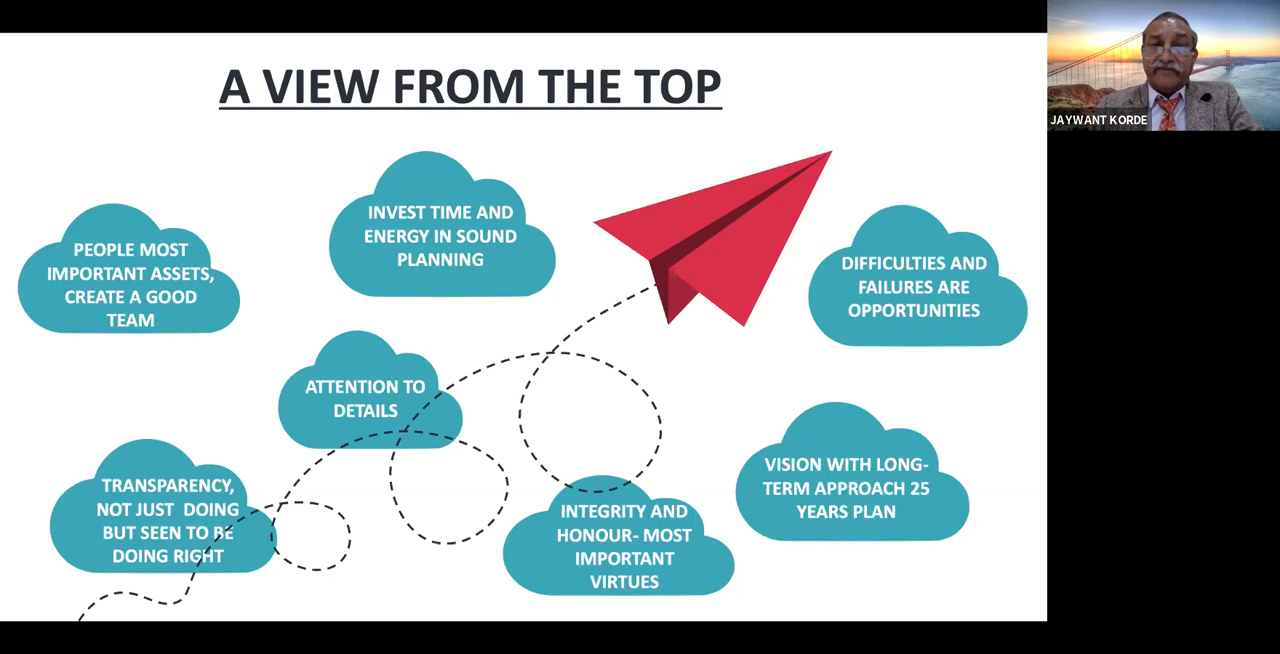 A VIEW FROM THE TOP
JAYWANT KORDE
PEOPLE MOST
IMPORTANT ASSETS,
CREATE A GOOD
TEAM
INVEST TIME AND
ENERGY IN SOUND
PLANNING
DIFFICULTIES AND
FAILURES ARE
OPPORTUNITIES
ATTENTION TO
DETAILS
TRANSPARENCY,
NOT JUST DOING
BUT SEEN TO BE
DOING RIGHT
INTEGRITY AND
HONOUR- MOST
IMPORTANT
VIRTUES
VISION WITH LONG-
TERM APPROACH 25
YEARS PLAN